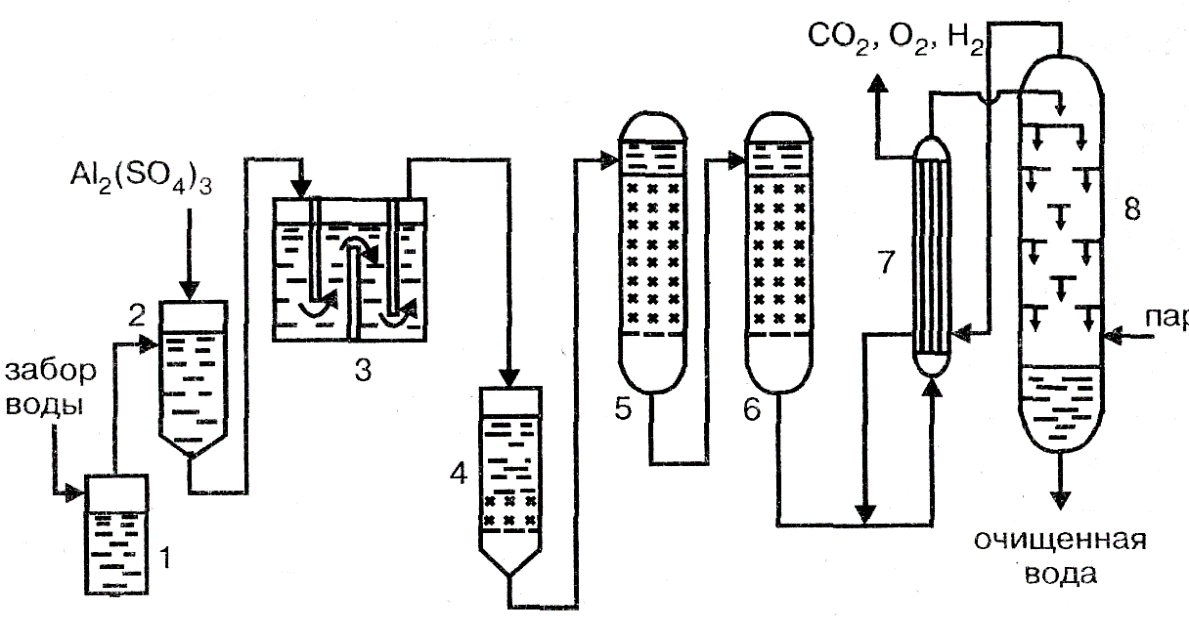 CO₂, O₂, H₂
Al₂(SO₄)₃
2
3
забор
воды
1
4
5
6
7
8
пар
очищенная
вода